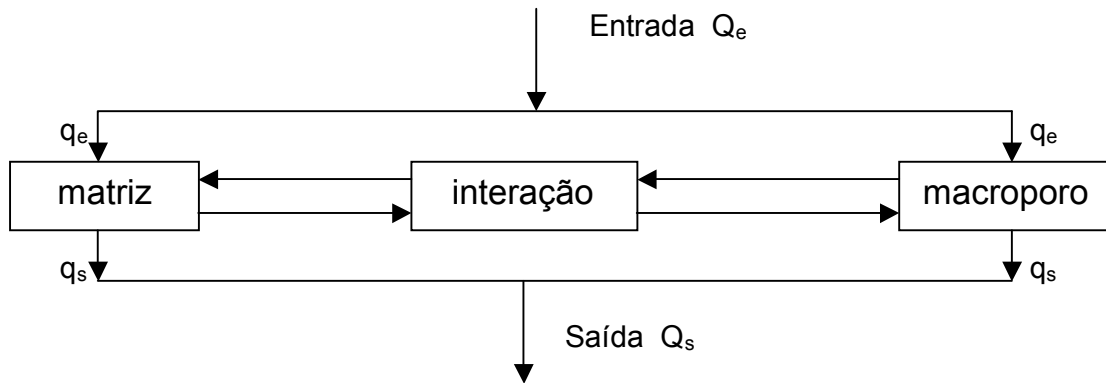 Entrada Qe
qe
qe
matriz
interação
macroporo
qs
qs
Saída Qs